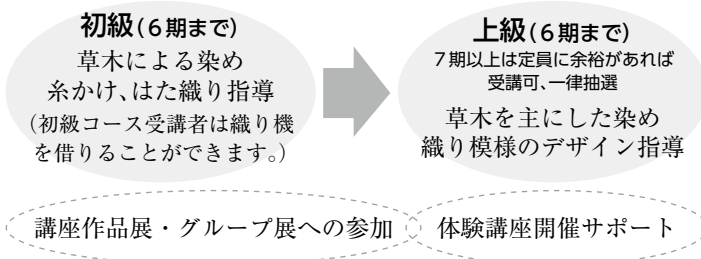 初級(6期まで)
草木による染め
糸かけ、はた織り指導
(初級コース受講者は織り機
を借りることができます。)
上級(6期まで)
7期以上は定員に余裕があれば
受講可、一律抽選
草木を主にした染め
織り模様のデザイン指導
講座作品展・グループ展への参加
体験講座開催サポート